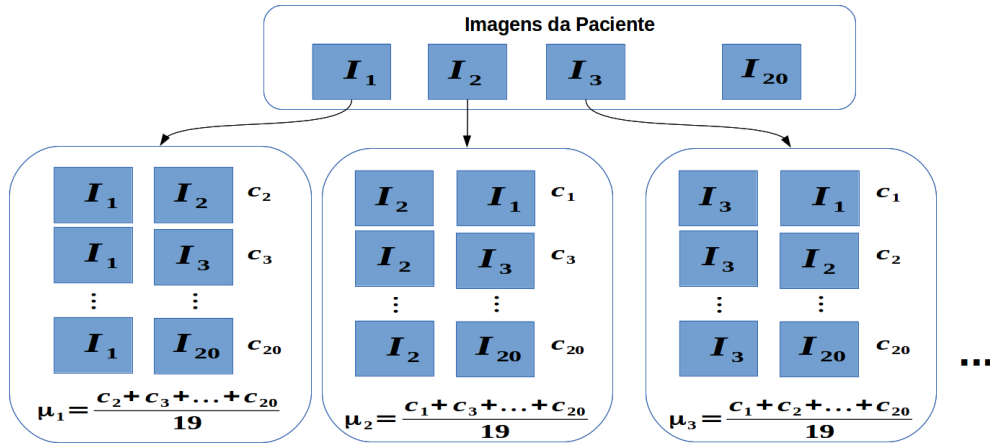 Imagens da Paciente
I₁ I₂ I₃ I₂₀
I₁ I₂ c₂
I₁ I₃ c₃
... ...
I₁ I₂₀ c₂₀
μ₁ = (c₂ + c₃ + ... + c₂₀) / 19
I₂ I₁ c₁
I₂ I₃ c₃
... ...
I₂ I₂₀ c₂₀
μ₂ = (c₁ + c₃ + ... + c₂₀) / 19
I₃ I₁ c₁
I₃ I₂ c₂
... ...
I₃ I₂₀ c₂₀
μ₃ = (c₁ + c₂ + ... + c₂₀) / 19
...